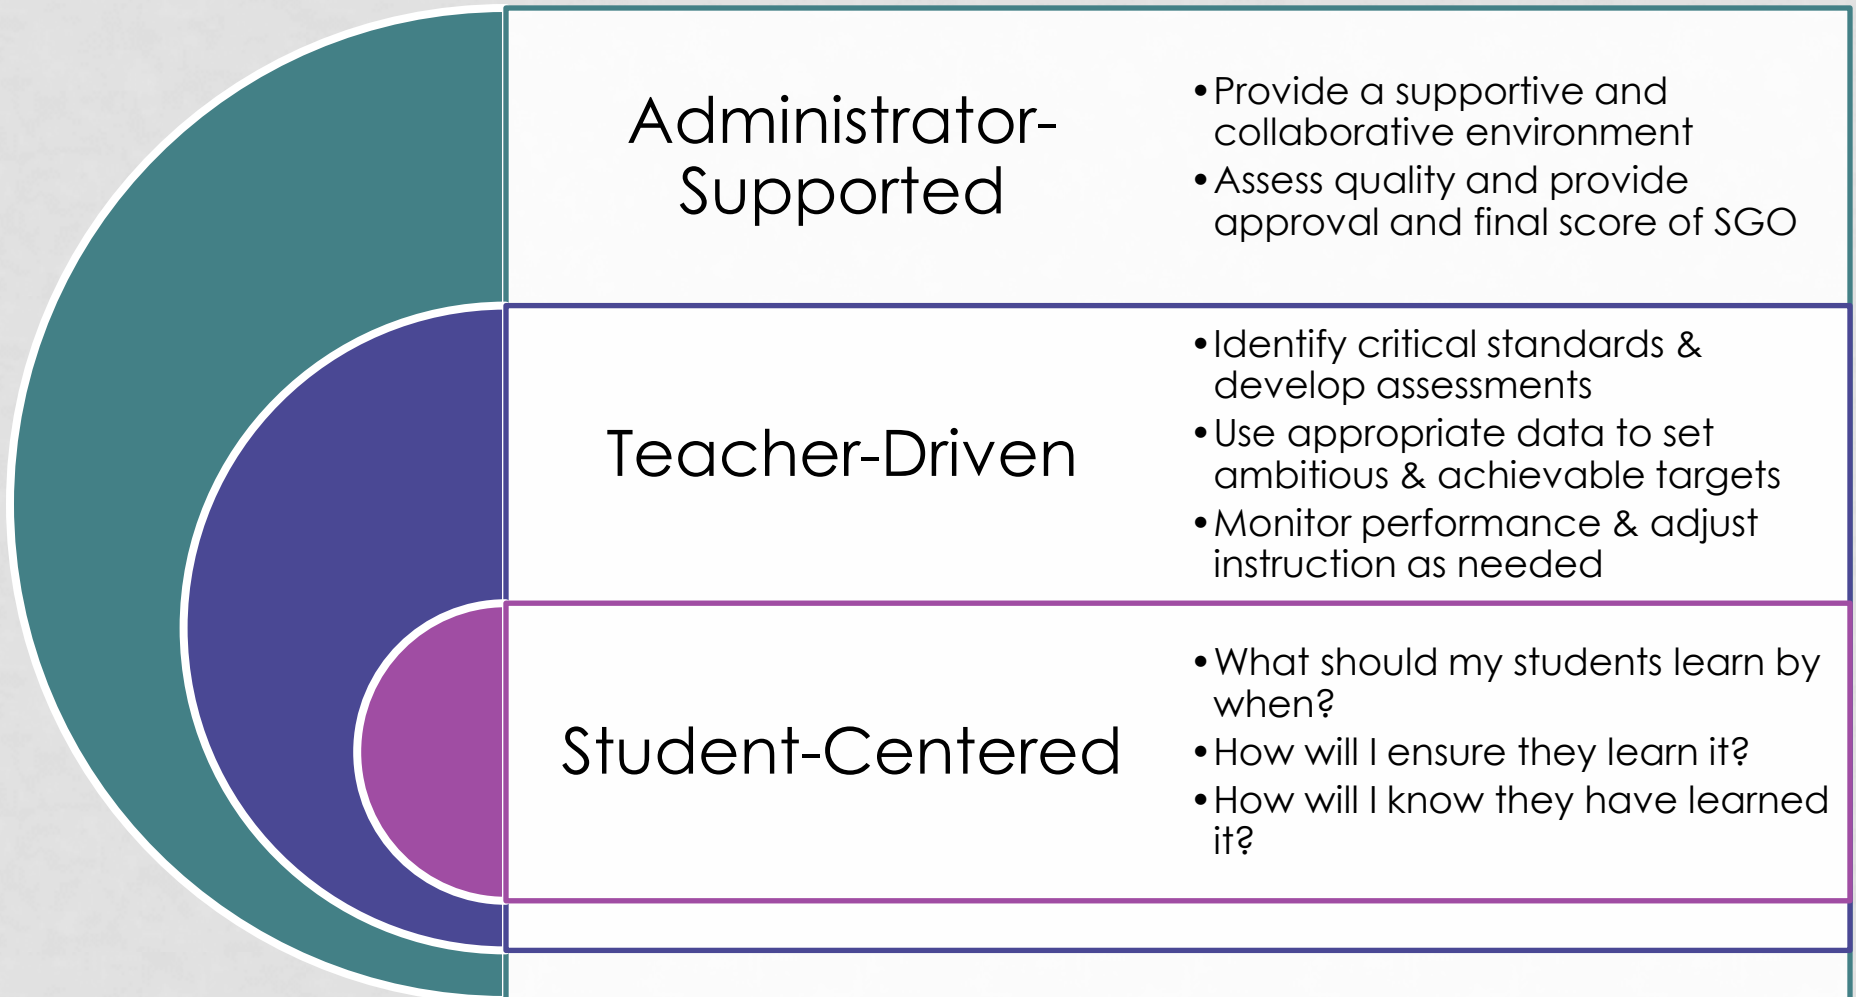 Administrator-
Supported
•Provide a supportive and
collaborative environment
•Assess quality and provide
approval and final score of SGO
Teacher-Driven
•Identify critical standards &
develop assessments
•Use appropriate data to set
ambitious & achievable targets
•Monitor performance & adjust
instruction as needed
Student-Centered
•What should my students learn by
when?
•How will I ensure they learn it?
•How will I know they have learned
it?